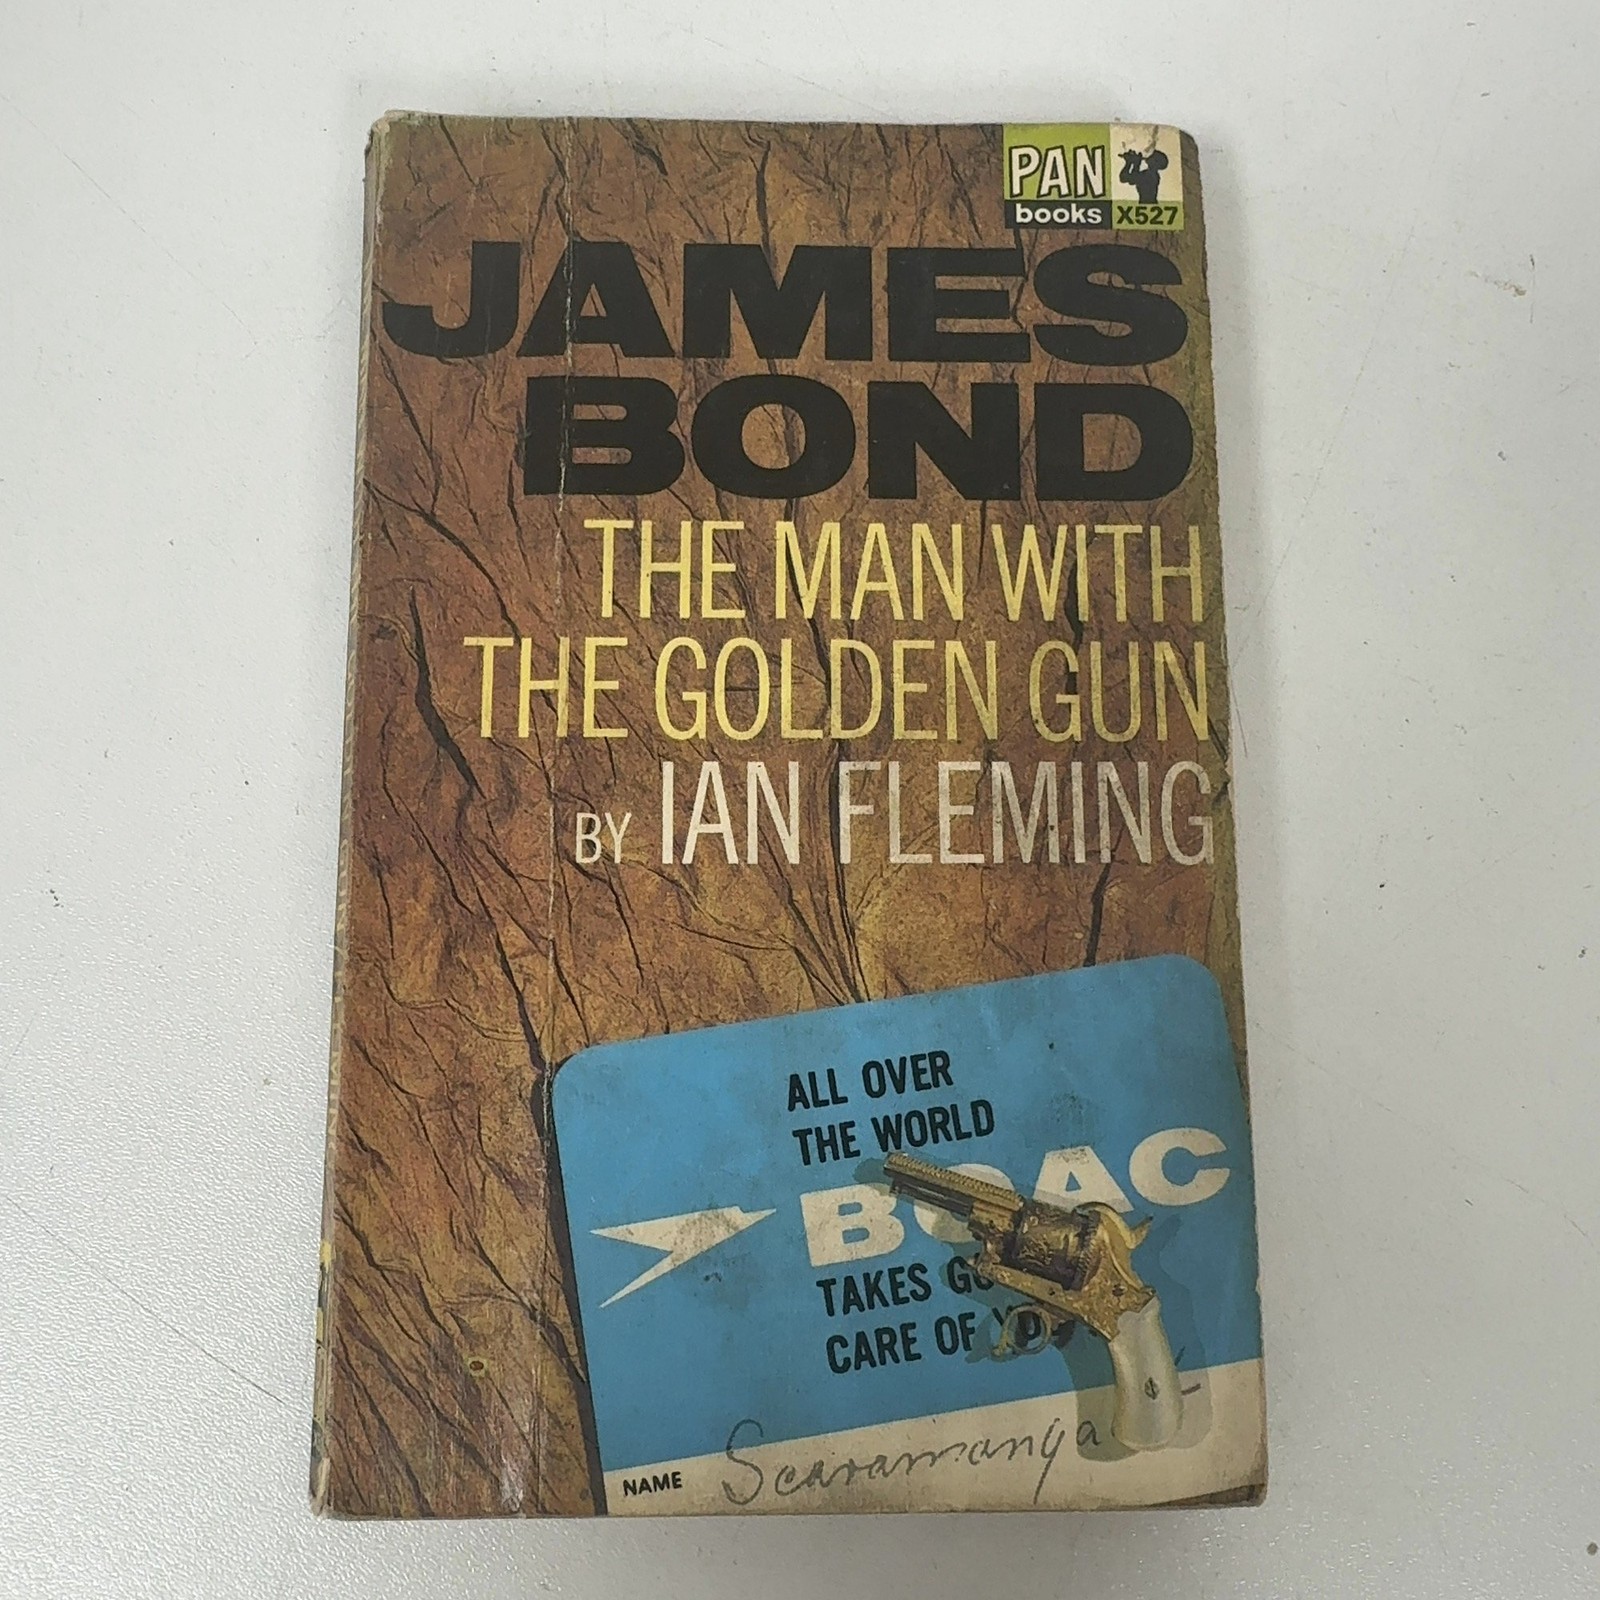 PAN
books X527
JAMES
BOND
THE MAN WITH
THE GOLDEN GUN
BY IAN FLEMING
ALL OVER
THE WORLD
BOAC
TAKES
CARE OF
NAME Scaramanga